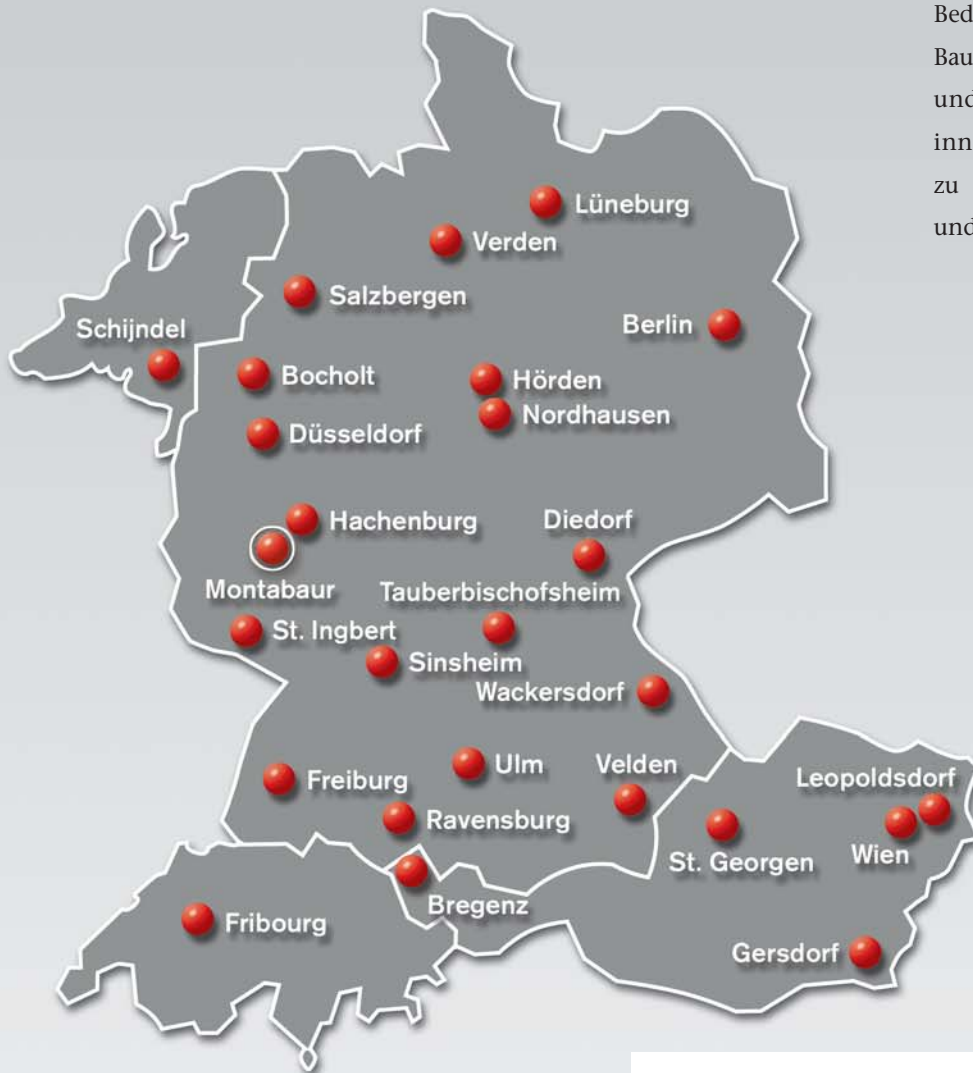 Lüneburg
Verden
Salzbergen
Schijndel
Berlin
Bocholt
Hörden
Nordhausen
Düsseldorf
Hachenburg
Diedorf
Montabaur
Tauberbischofsheim
St. Ingbert
Sinsheim
Wackersdorf
Freiburg
Ulm
Velden
Leopoldsdorf
Ravensburg
St. Georgen
Wien
Bregenz
Fribourg
Gersdorf
zu